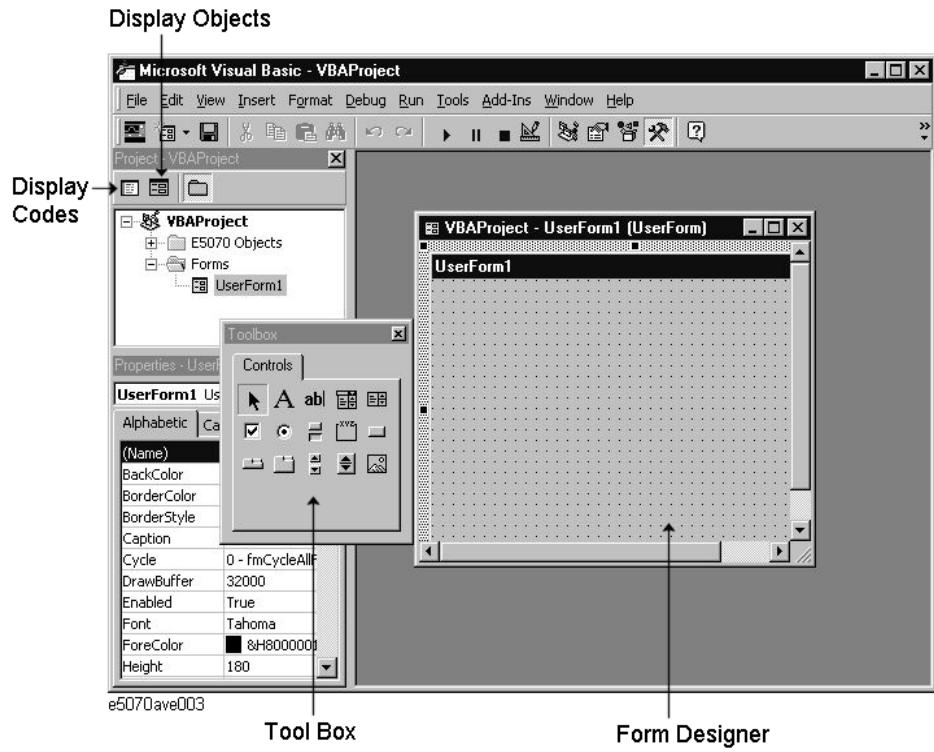 Display Objects
Microsoft Visual Basic - VBAProject
File Edit View Insert Format Debug Run Tools Add-Ins Window Help
Project - VBAProject
Display
Codes
VBAProject
E5070 Objects
Forms
UserForm1
VBAProject - UserForm1 (UserForm)
UserForm1
Toolbox
Controls
A ab|
xyz
Properties - UserF
UserForm1 Us
Alphabetic Ca
(Name)
BackColor
BorderColor
BorderStyle
Caption
Cycle 0 - fmCycleAllF
DrawBuffer 32000
Enabled True
Font Tahoma
ForeColor &H8000001
Height 180
e5070ave003
Tool Box
Form Designer